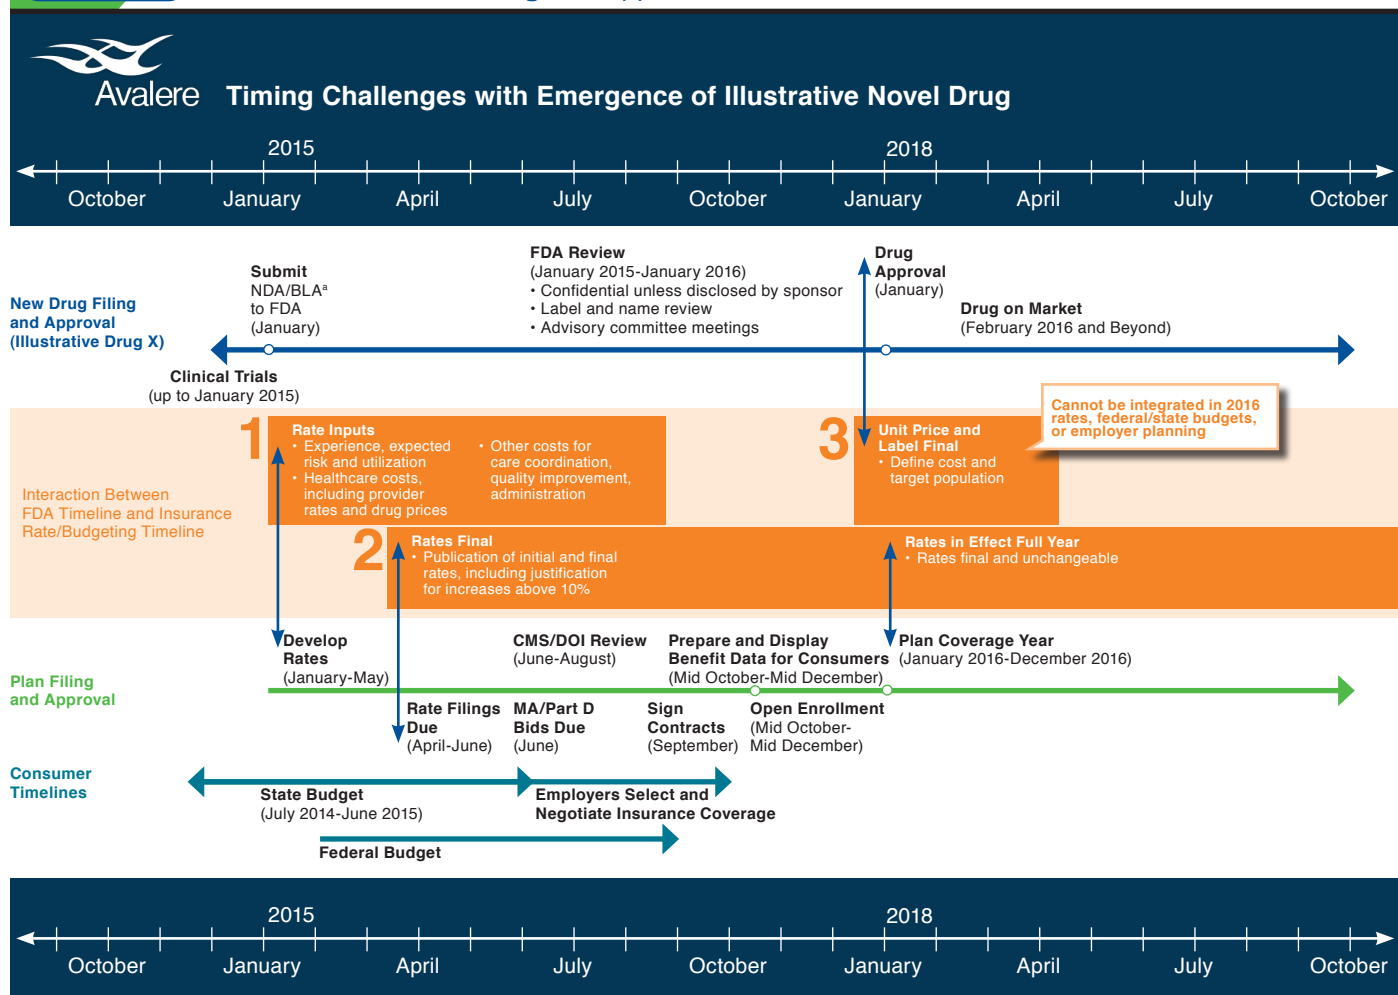 Avalere
Timing Challenges with Emergence of Illustrative Novel Drug
2015
2018
October
January
April
July
October
January
April
July
October
New Drug Filing
and Approval
(Illustrative Drug X)
Submit
NDA/BLAa
to FDA
(January)
FDA Review
(January 2015-January 2016)
• Confidential unless disclosed by sponsor
• Label and name review
• Advisory committee meetings
Drug
Approval
(January)
Drug on Market
(February 2016 and Beyond)
Clinical Trials
(up to January 2015)
Interaction Between
FDA Timeline and Insurance
Rate/Budgeting Timeline
1
Rate Inputs
• Experience, expected
risk and utilization
• Healthcare costs,
including provider
rates and drug prices
• Other costs for
care coordination,
quality improvement,
administration
3
Unit Price and
Label Final
• Define cost and
target population
Cannot be integrated in 2016
rates, federal/state budgets,
or employer planning
2
Rates Final
• Publication of initial and final
rates, including justification
for increases above 10%
Rates in Effect Full Year
• Rates final and unchangeable
Plan Filing
and Approval
Develop
Rates
(January-May)
CMS/DOI Review
(June-August)
Prepare and Display
Benefit Data for Consumers
(Mid October-Mid December)
Plan Coverage Year
(January 2016-December 2016)
Rate Filings
Due
(April-June)
MA/Part D
Bids Due
(June)
Sign
Contracts
(September)
Open Enrollment
(Mid October-
Mid December)
Consumer
Timelines
State Budget
(July 2014-June 2015)
Employers Select and
Negotiate Insurance Coverage
Federal Budget
2015
2018
October
January
April
July
October
January
April
July
October